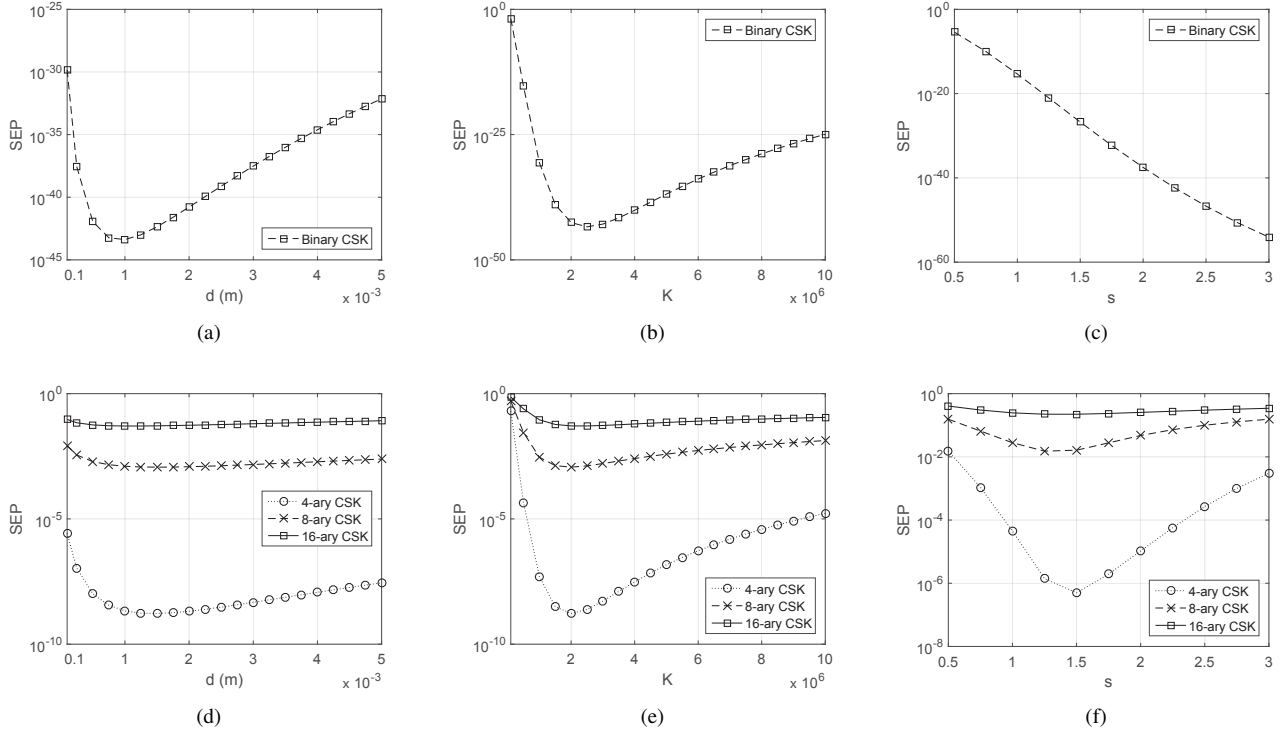 10^-25
10^-30
10^-35
10^-40
10^-45
SEP
Binary CSK
0.1 1 2 3 4 5
d (m)
x 10^-3
(a)
10^0
10^-25
10^-50
SEP
Binary CSK
2 4 6 8 10
K
x 10^6
(b)
10^0
10^-20
10^-40
10^-60
SEP
Binary CSK
0.5 1 1.5 2 2.5 3
s
(c)
10^0
10^-5
10^-10
SEP
4-ary CSK
8-ary CSK
16-ary CSK
0.1 1 2 3 4 5
d (m)
x 10^-3
(d)
10^0
10^-5
10^-10
SEP
4-ary CSK
8-ary CSK
16-ary CSK
2 4 6 8 10
K
x 10^6
(e)
10^0
10^-2
10^-4
10^-6
10^-8
SEP
4-ary CSK
8-ary CSK
16-ary CSK
0.5 1 1.5 2 2.5 3
s
(f)